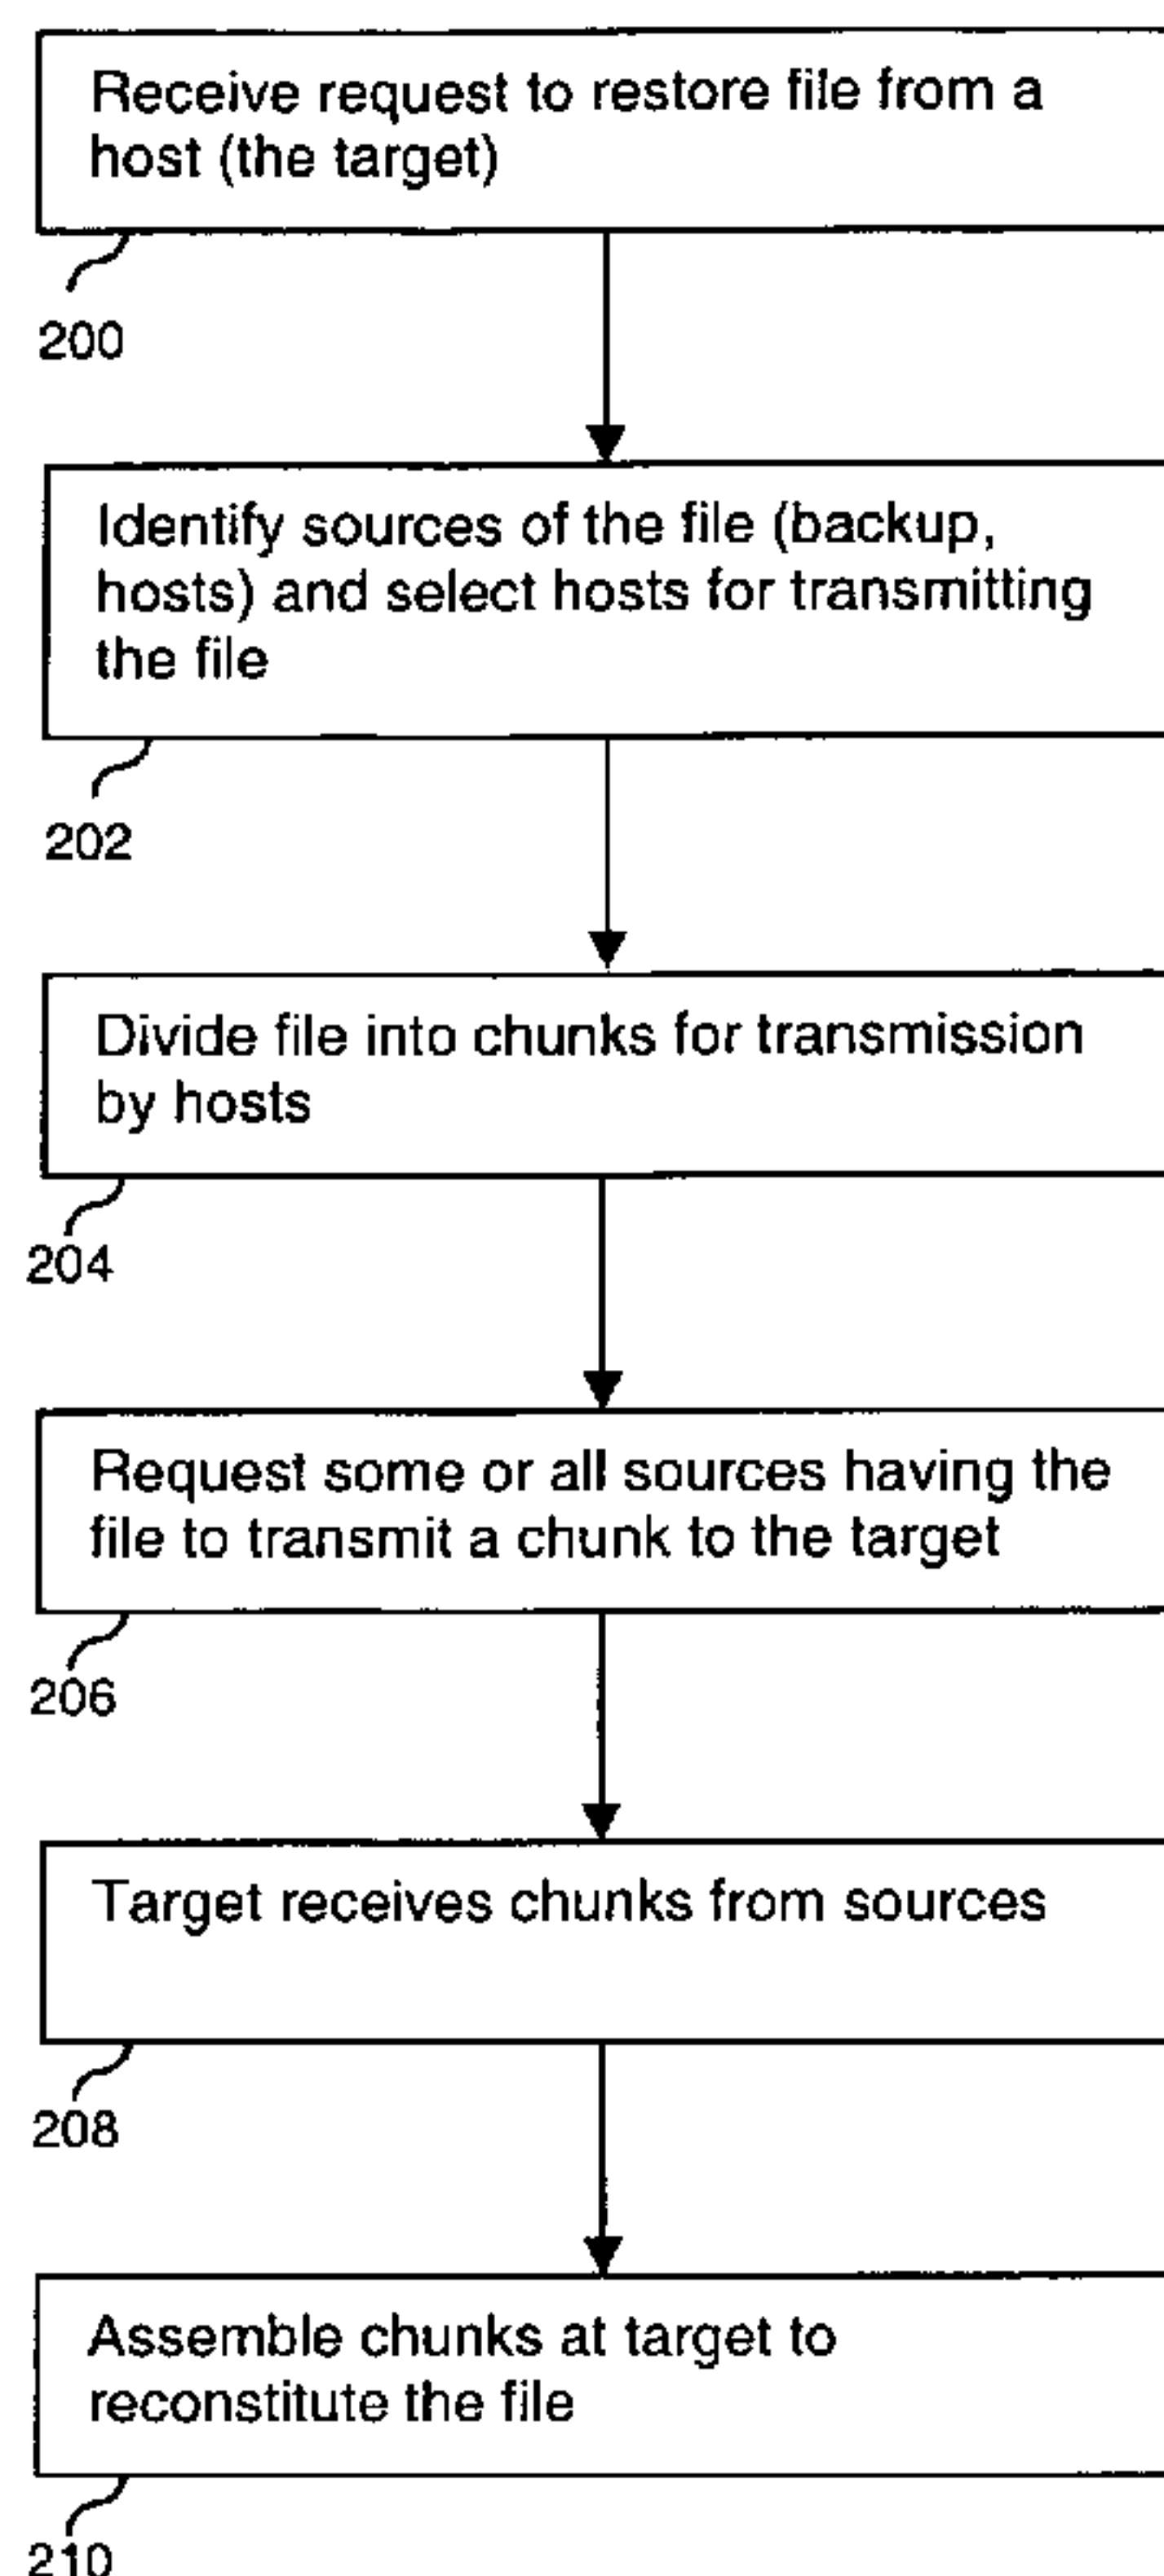 Receive request to restore file from a
host (the target)
200
Identify sources of the file (backup,
hosts) and select hosts for transmitting
the file
202
Divide file into chunks for transmission
by hosts
204
Request some or all sources having the
file to transmit a chunk to the target
206
Target receives chunks from sources
208
Assemble chunks at target to
reconstitute the file
210